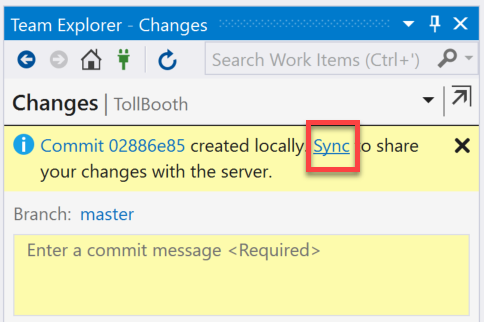 Team Explorer - Changes
Search Work Items (Ctrl+')
Changes | TollBooth
Commit 02886e85 created locally. Sync to share
your changes with the server.
Branch: master
Enter a commit message <Required>